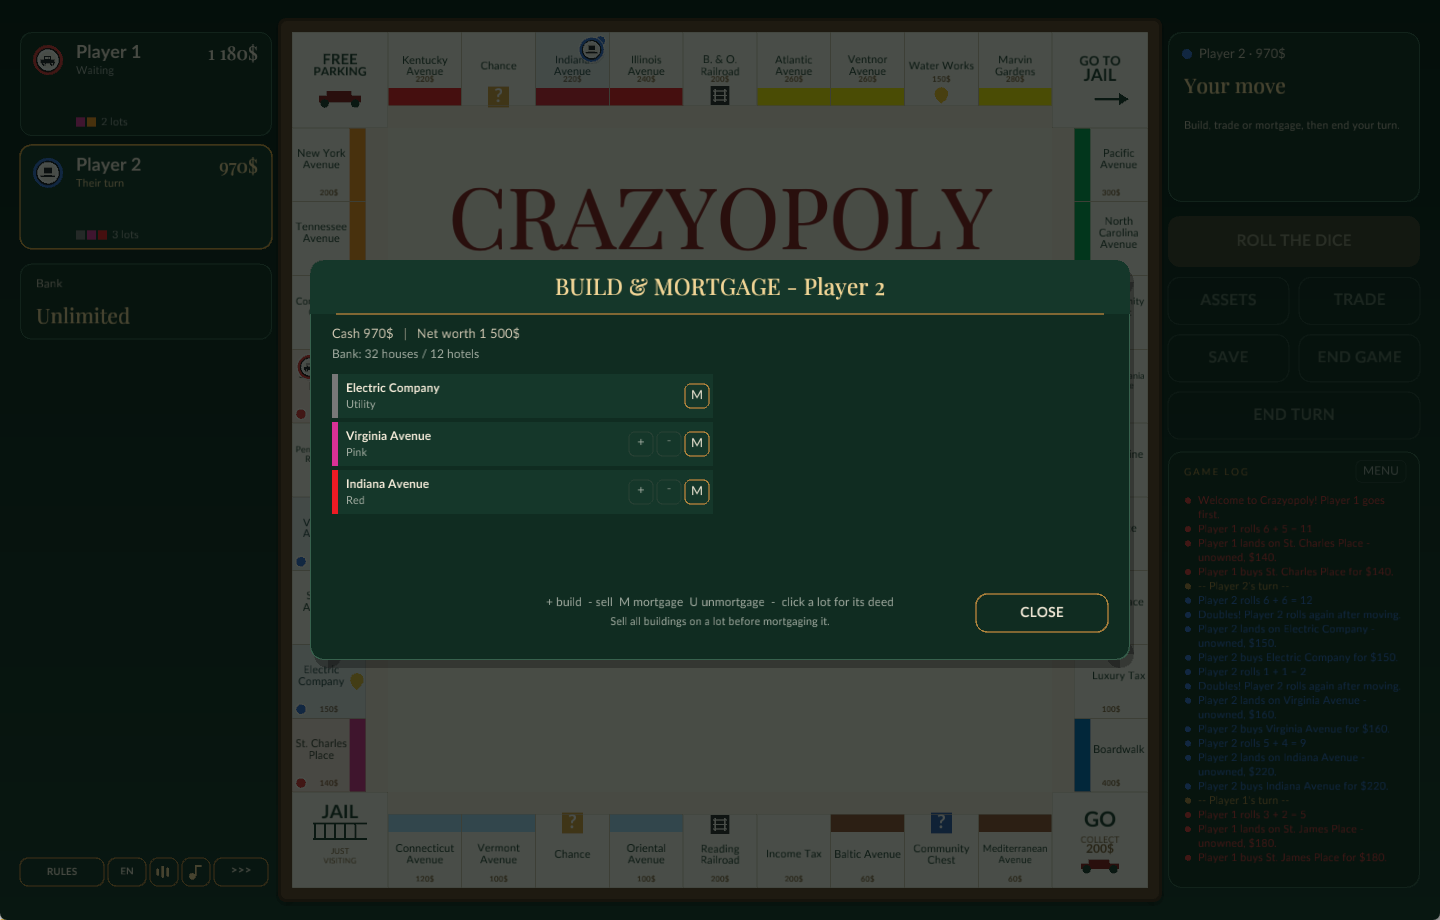 Player 1
1 180$
Waiting
2 lots
Player 2
970$
Their turn
3 lots
Bank
Unlimited
RULES
EN
>>>
FREE
PARKING
Kentucky
Avenue
220$
Chance
?
Indiana
Avenue
Illinois
Avenue
240$
B. & O.
Railroad
200$
Atlantic
Avenue
260$
Ventnor
Avenue
260$
Water Works
150$
Marvin
Gardens
280$
GO TO
JAIL
New York
Avenue
200$
Tennessee
Avenue
Pacific
Avenue
300$
North
Carolina
Avenue
CRAZYOPOLY
BUILD & MORTGAGE - Player 2
Cash 970$ | Net worth 1 500$
Bank: 32 houses / 12 hotels
Electric Company
Utility
M
Virginia Avenue
Pink
+ - M
Indiana Avenue
Red
+ - M
+ build - sell M mortgage U unmortgage - click a lot for its deed
Sell all buildings on a lot before mortgaging it.
CLOSE
Electric
Company
150$
St. Charles
Place
140$
Luxury Tax
100$
Boardwalk
400$
JAIL
JUST
VISITING
Connecticut
Avenue
120$
Vermont
Avenue
100$
?
Chance
Oriental
Avenue
100$
Reading
Railroad
200$
Income Tax
200$
Baltic Avenue
60$
?
Community
Chest
Mediterranean
Avenue
60$
GO
COLLECT
200$
Player 2 · 970$
Your move
Build, trade or mortgage, then end your turn.
ROLL THE DICE
ASSETS
TRADE
SAVE
END GAME
END TURN
GAME LOG
MENU
Welcome to Crazyopoly! Player 1 goes
first.
Player 1 rolls 6 + 5 = 11
Player 1 lands on St. Charles Place -
unowned, $140.
Player 1 buys St. Charles Place for $140.
-- Player 2's turn --
Player 2 rolls 6 + 6 = 12
Doubles! Player 2 rolls again after moving.
Player 2 lands on Electric Company -
unowned, $150.
Player 2 buys Electric Company for $150.
Player 2 rolls 1 + 1 = 2
Doubles! Player 2 rolls again after moving.
Player 2 lands on Virginia Avenue -
unowned, $160.
Player 2 buys Virginia Avenue for $160.
Player 2 rolls 5 + 4 = 9
Player 2 lands on Indiana Avenue -
unowned, $220.
Player 2 buys Indiana Avenue for $220.
-- Player 1's turn --
Player 1 rolls 3 + 2 = 5
Player 1 lands on St. James Place -
unowned, $180.
Player 1 buys St. James Place for $180.